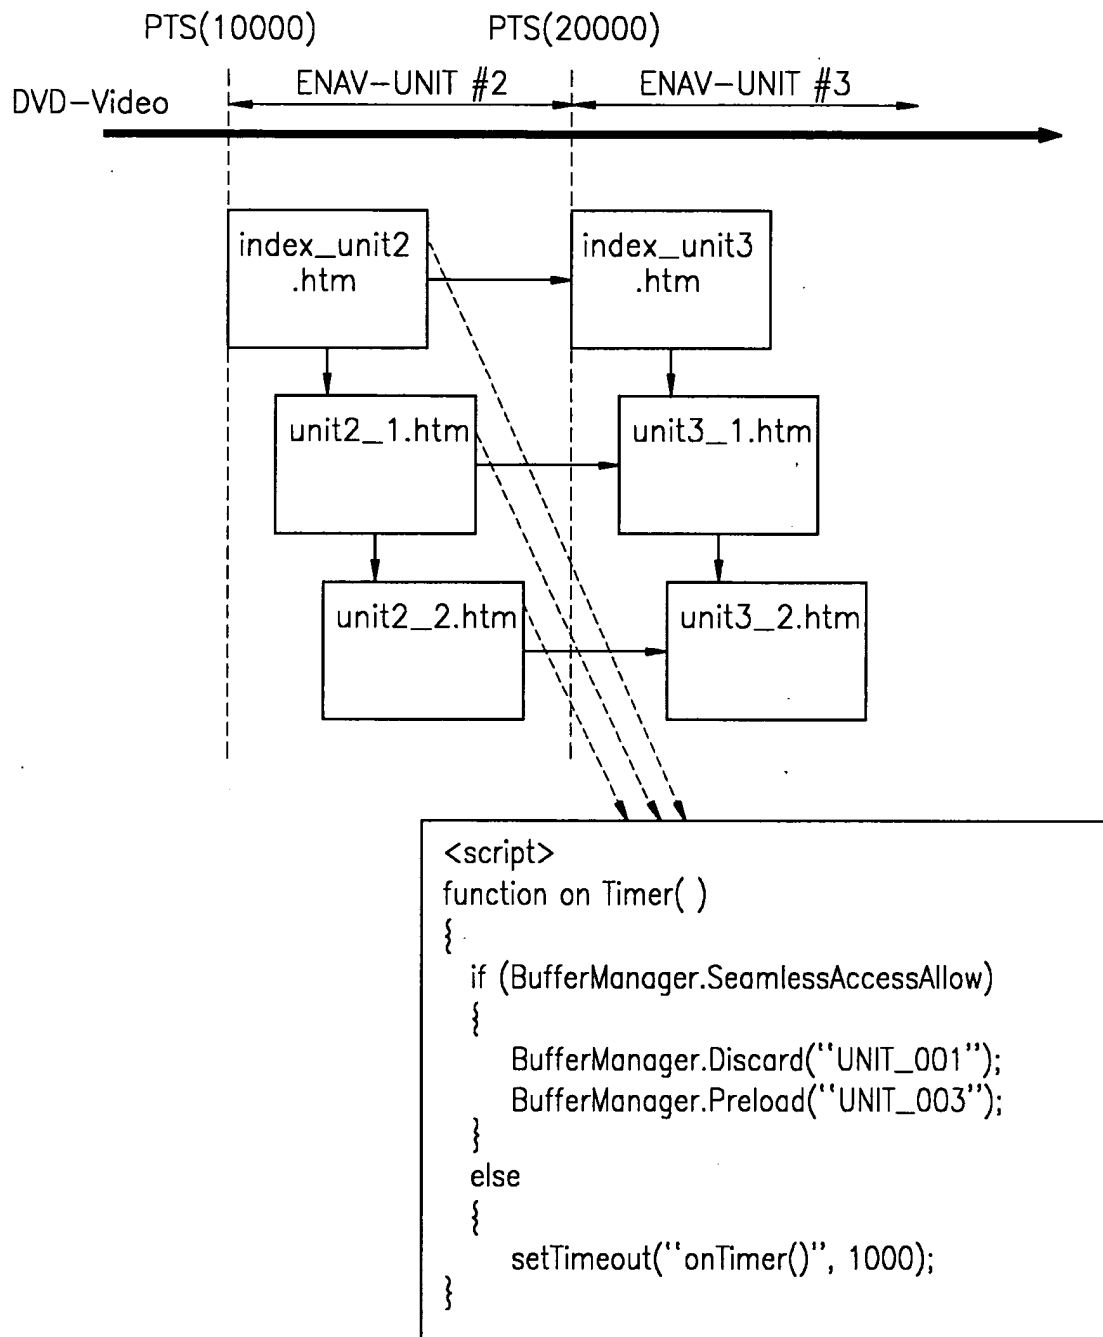 PTS(10000)
PTS(20000)
ENAV-UNIT #2
ENAV-UNIT #3
DVD-Video
index_unit2
.htm
index_unit3
.htm
unit2_1.htm
unit3_1.htm
unit2_2.htm
unit3_2.htm
<script>
function on Timer( )
{
if (BufferManager.SeamlessAccessAllow)
{
BufferManager.Discard("UNIT_001");
BufferManager.Preload("UNIT_003");
}
else
{
setTimeout("onTimer()", 1000);
}